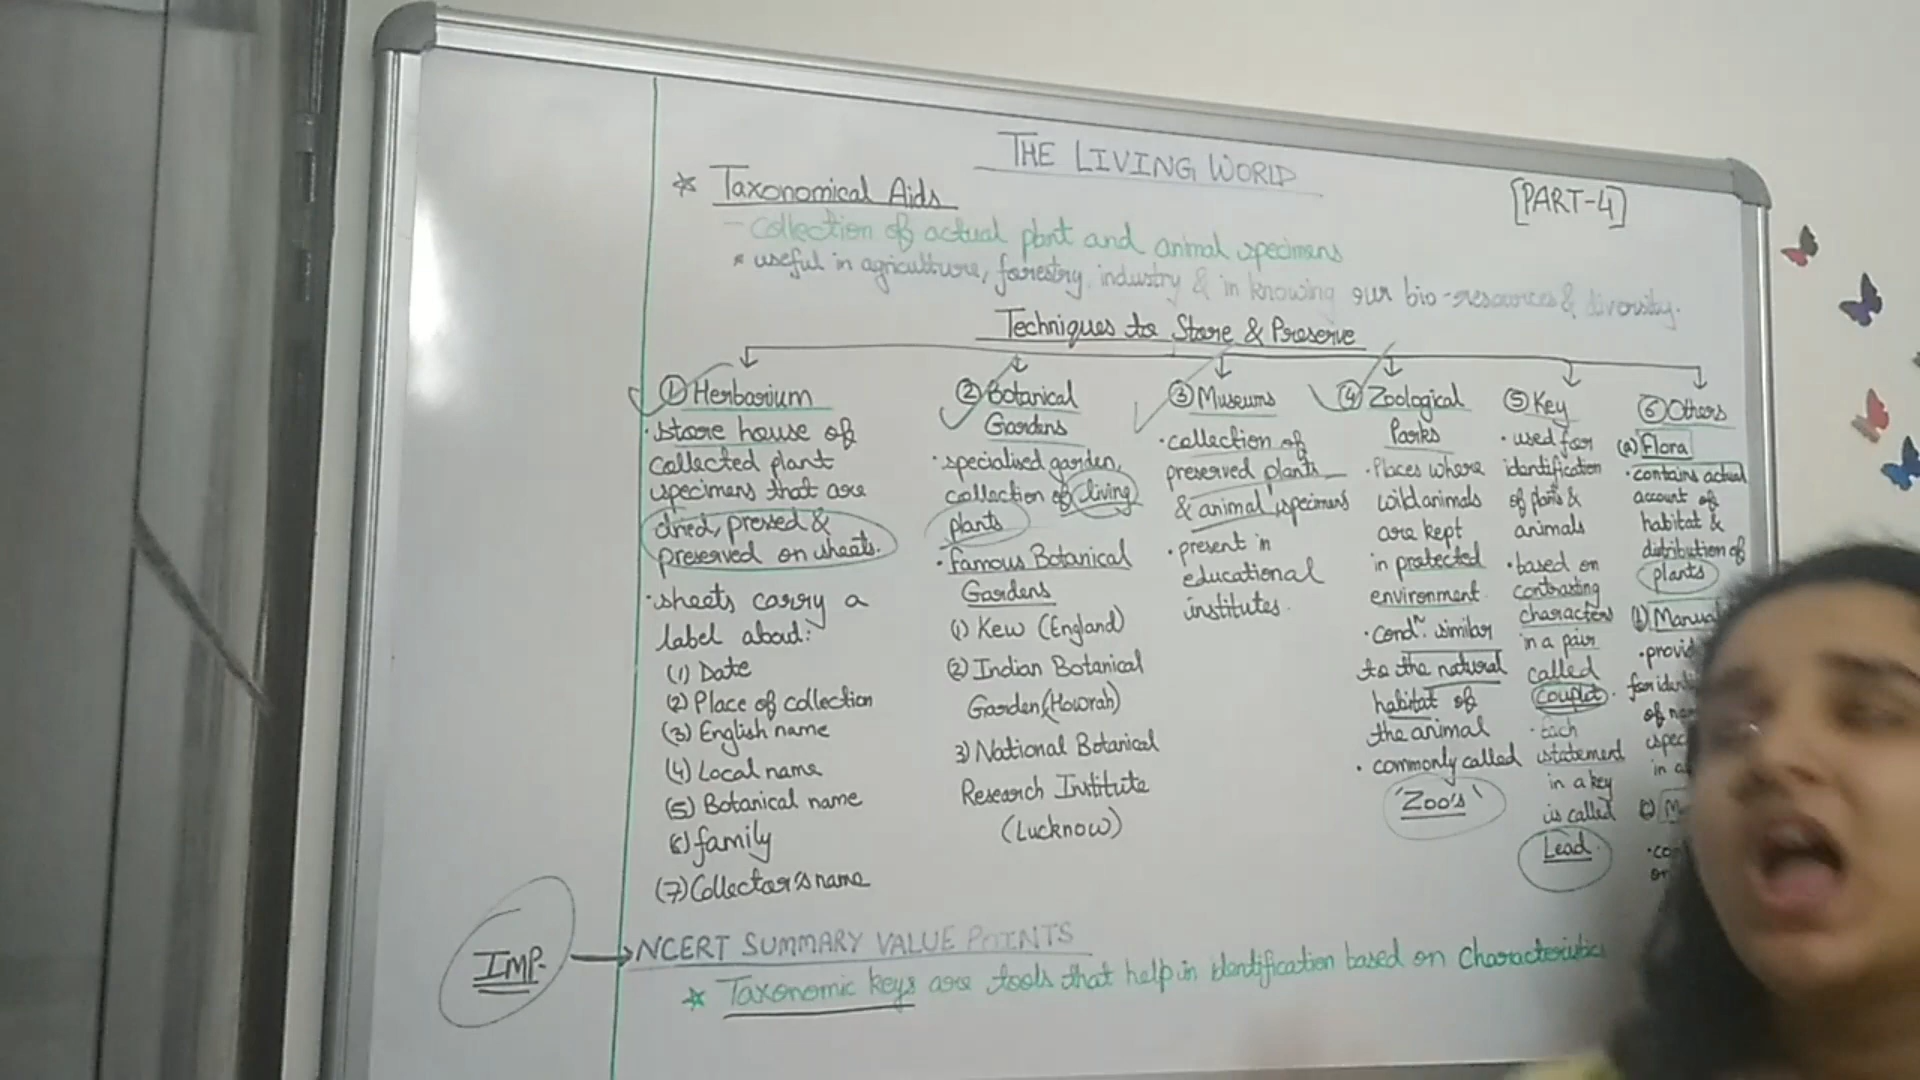 THE LIVING WORLD
[PART-4]
* Taxonomical Aids
- collection of actual plant and animal specimens
* useful in agriculture, forestry, industry & in knowing our bio-resources & diversity.
Techniques to Store & Preserve
① Herbarium
· store house of
collected plant
specimens that are
dried, pressed &
preserved on sheets.
· sheets carry a
label about:
(1) Date
(2) Place of collection
(3) English name
(4) Local name
(5) Botanical name
(6) family
(7) Collector's name
② Botanical
Gardens
· specialised garden,
collection of living
plants
· famous Botanical
Gardens
(1) Kew (England)
(2) Indian Botanical
Garden (Howrah)
3) National Botanical
Research Institute
(Lucknow)
③ Museums
· collection of
preserved plants
& animal specimens
· present in
educational
institutes.
④ Zoological
Parks
· Places where
wild animals
are kept
in protected
environment
· Condⁿ. similar
to the natural
habitat of
the animal
· commonly called
'Zoo's'
⑤ Key
· used for
identification
of plants &
animals
· based on
contrasting
characters
in a pair
called
couplet.
· Each
statement
in a key
is called
Lead.
⑥ Others
(a) Flora
· contains actual
account of
habitat &
distribution of
plants
(b) Manual
IMP.
NCERT SUMMARY VALUE POINTS
* Taxonomic keys are tools that help in identification based on characteristics